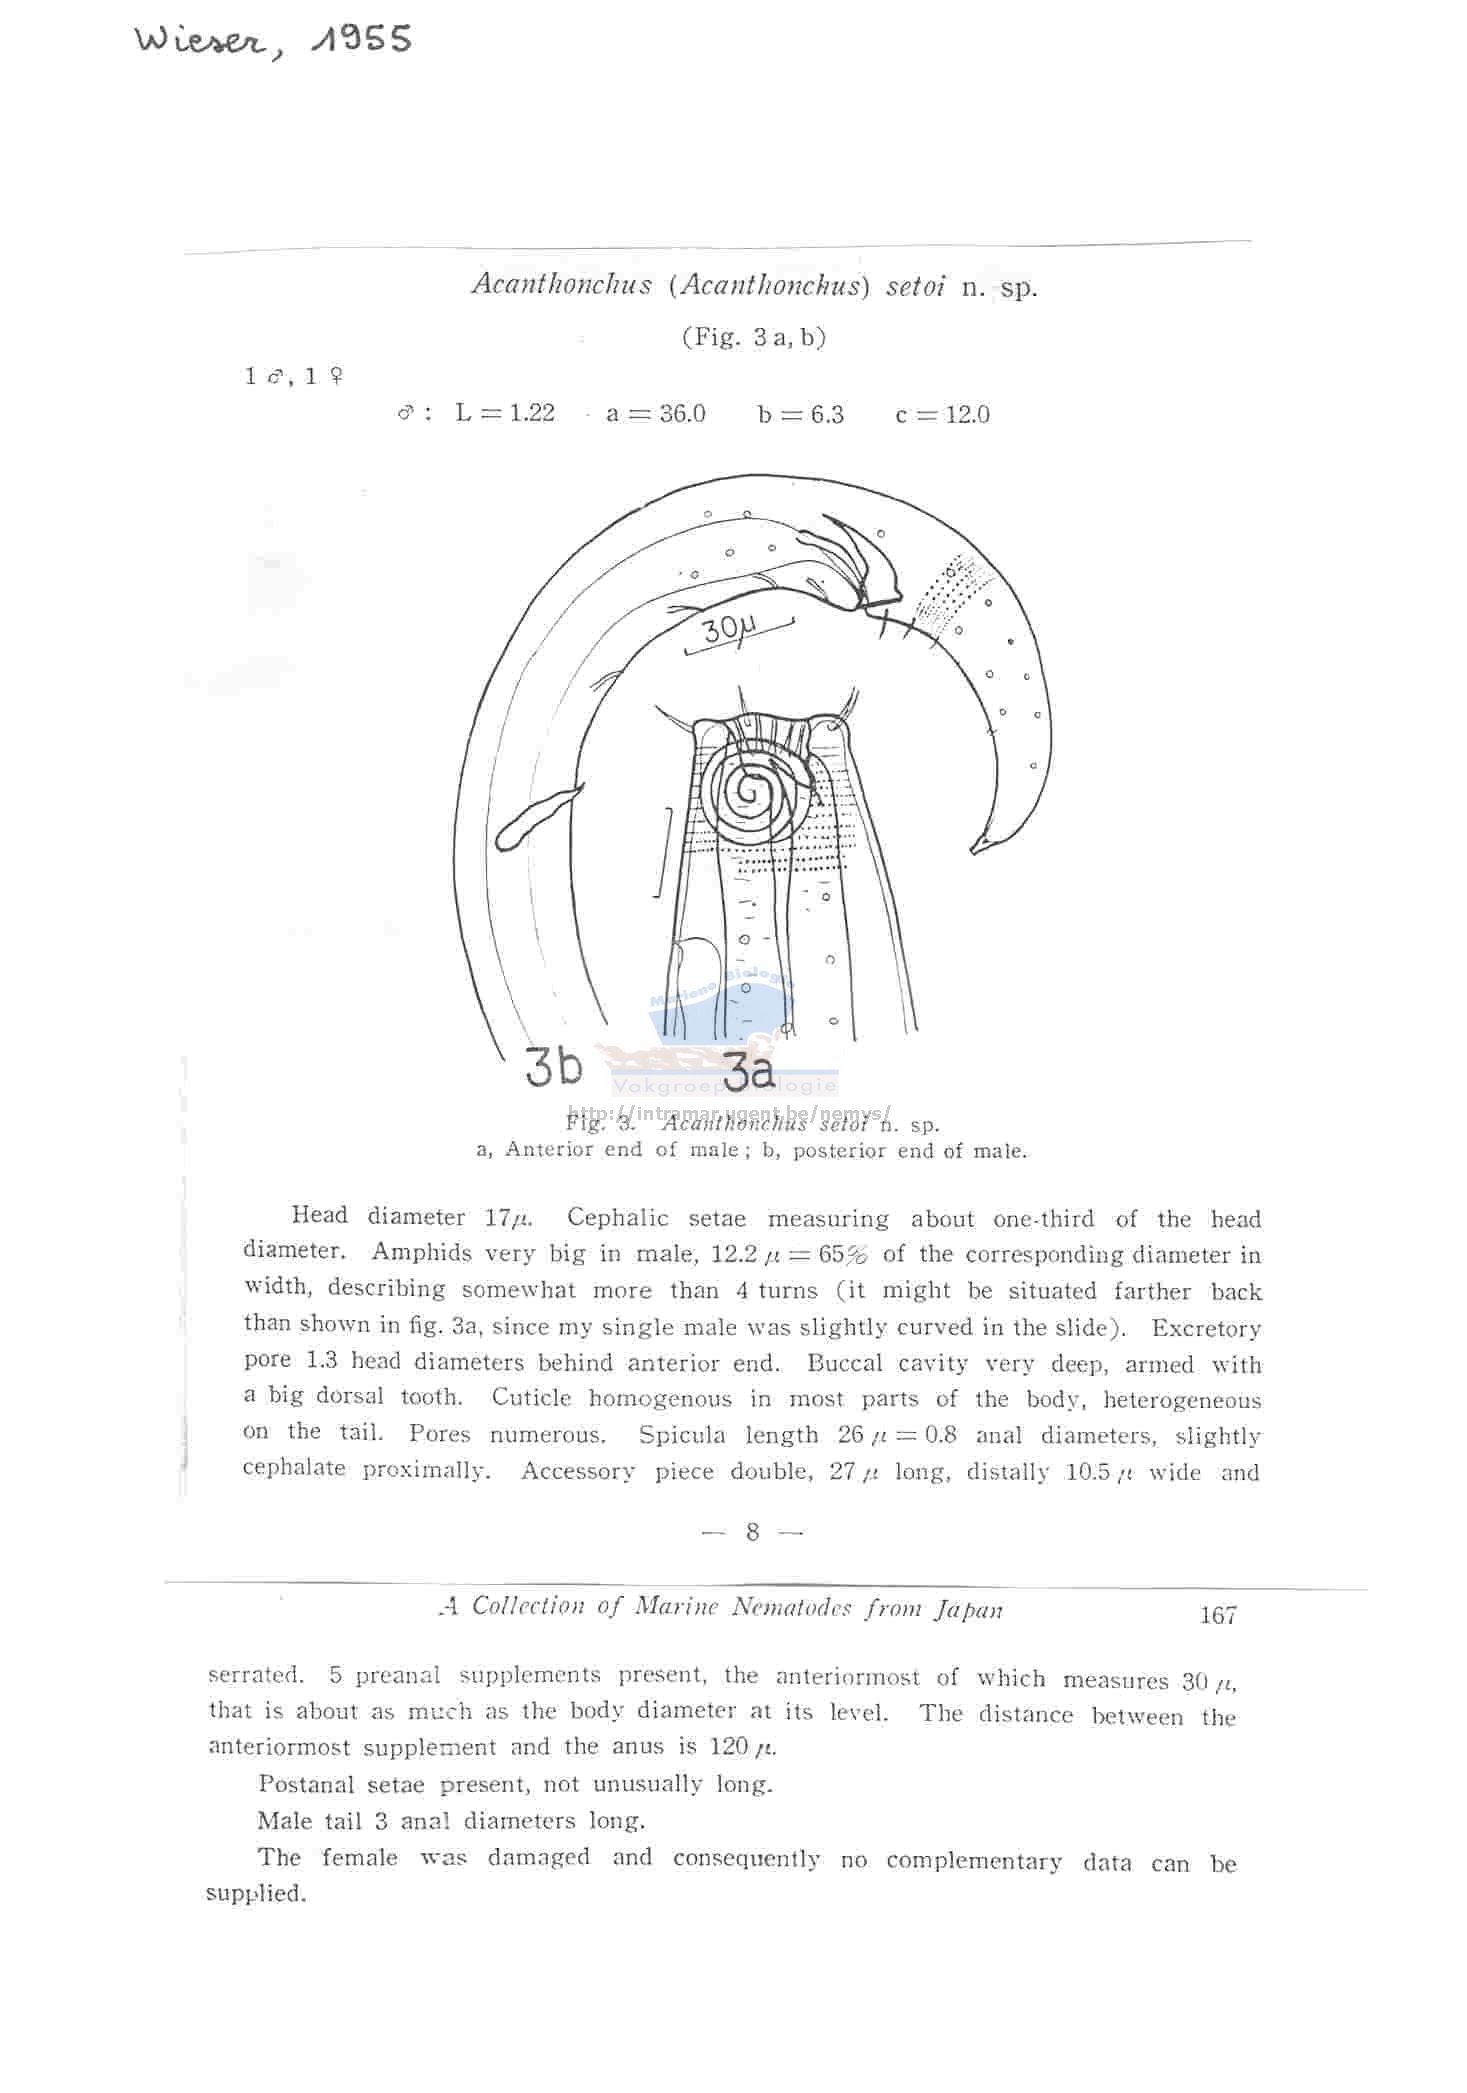 Wieser, 1955
Acanthonchus (Acanthonchus) setoi n. sp.
(Fig. 3 a, b)
1 ♂, 1 ♀
♂ : L = 1.22 a = 36.0 b = 6.3 c = 12.0
30μ
3b 3a
Mariene Biologie
Vakgroep Biologie
http://intramar.ugent.be/nemys/
Fig. 3. Acanthonchus setoi n. sp.
a, Anterior end of male ; b, posterior end of male.
Head diameter 17μ. Cephalic setae measuring about one-third of the head
diameter. Amphids very big in male, 12.2 μ = 65% of the corresponding diameter in
width, describing somewhat more than 4 turns (it might be situated farther back
than shown in fig. 3a, since my single male was slightly curved in the slide). Excretory
pore 1.3 head diameters behind anterior end. Buccal cavity very deep, armed with
a big dorsal tooth. Cuticle homogenous in most parts of the body, heterogeneous
on the tail. Pores numerous. Spicula length 26 μ = 0.8 anal diameters, slightly
cephalate proximally. Accessory piece double, 27 μ long, distally 10.5 μ wide and
— 8 —
A Collection of Marine Nematodes from Japan 167
serrated. 5 preanal supplements present, the anteriormost of which measures 30 μ,
that is about as much as the body diameter at its level. The distance between the
anteriormost supplement and the anus is 120 μ.
Postanal setae present, not unusually long.
Male tail 3 anal diameters long.
The female was damaged and consequently no complementary data can be
supplied.